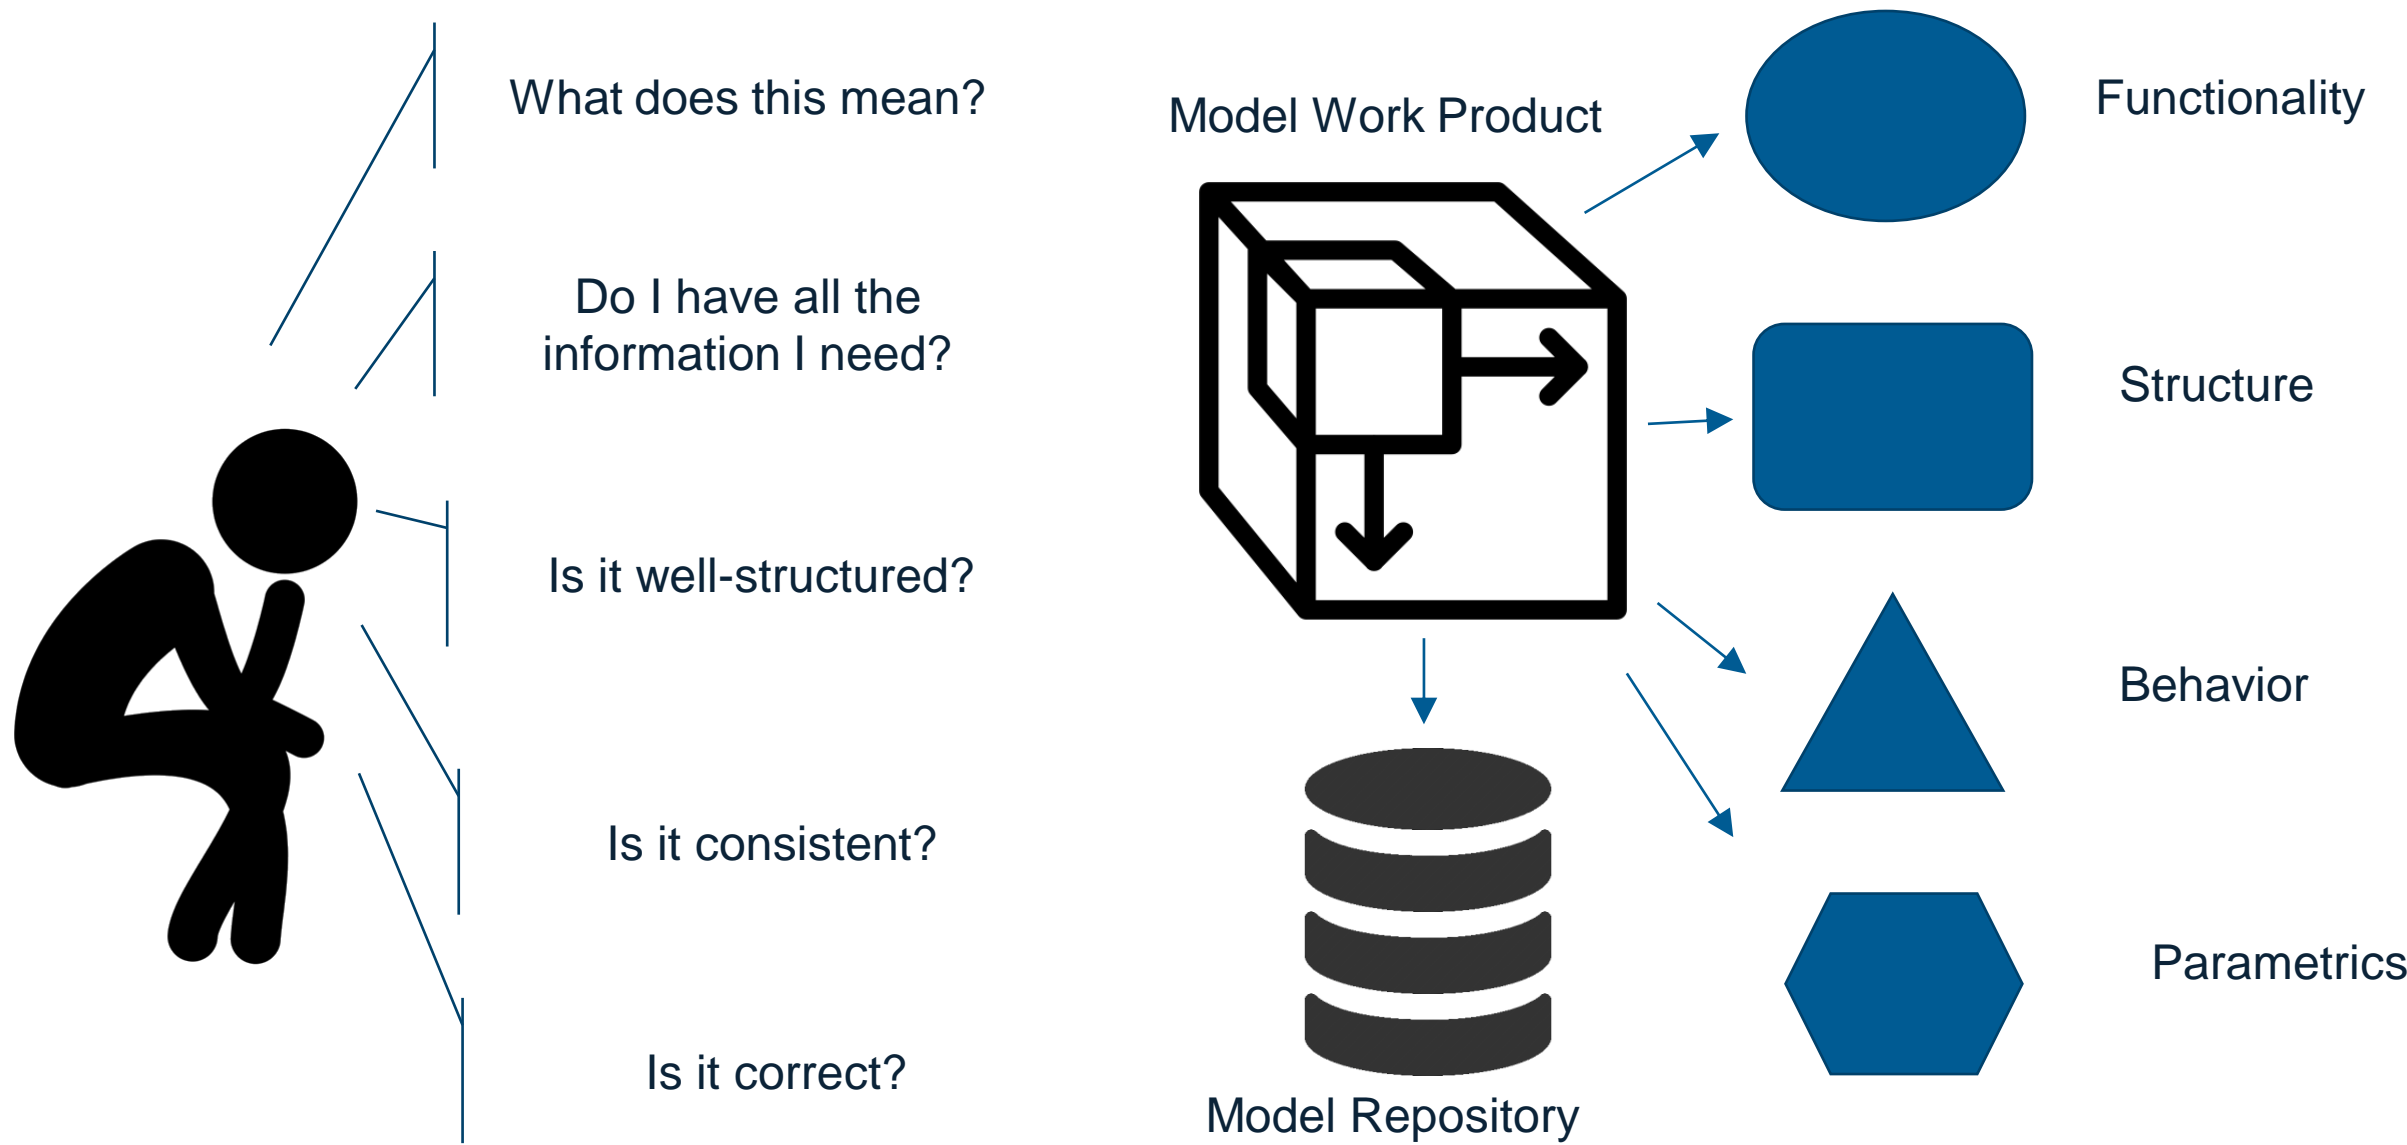 What does this mean?
Do I have all the
information I need?
Is it well-structured?
Is it consistent?
Is it correct?
Model Work Product
Model Repository
Functionality
Structure
Behavior
Parametrics